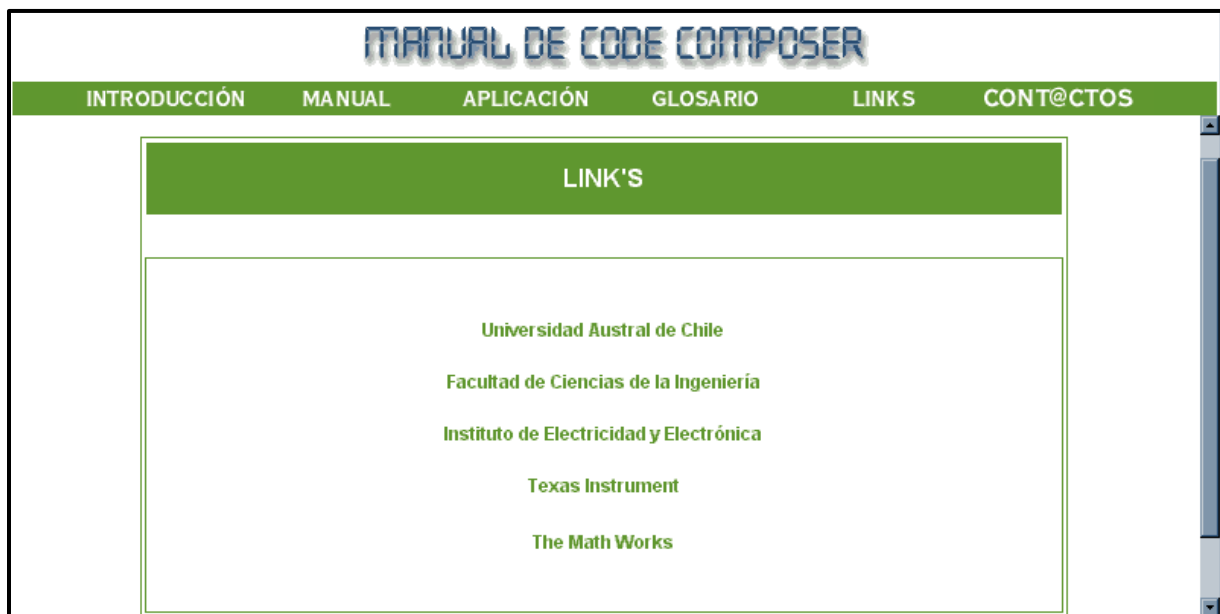 MANUAL DE CODE COMPOSER
INTRODUCCIÓN MANUAL APLICACIÓN GLOSARIO LINKS CONT@CTOS
LINK'S
Universidad Austral de Chile
Facultad de Ciencias de la Ingeniería
Instituto de Electricidad y Electrónica
Texas Instrument
The Math Works